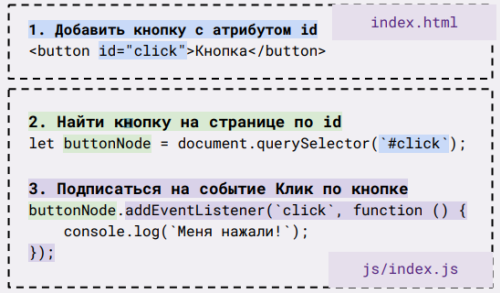 index.html
1. Добавить кнопку с атрибутом id
<button id="click">Кнопка</button>
2. Найти кнопку на странице по id
let buttonNode = document.querySelector(`#click`);
3. Подписаться на событие Клик по кнопке
buttonNode.addEventListener(`click`, function () {
    console.log(`Меня нажали!`);
});
js/index.js